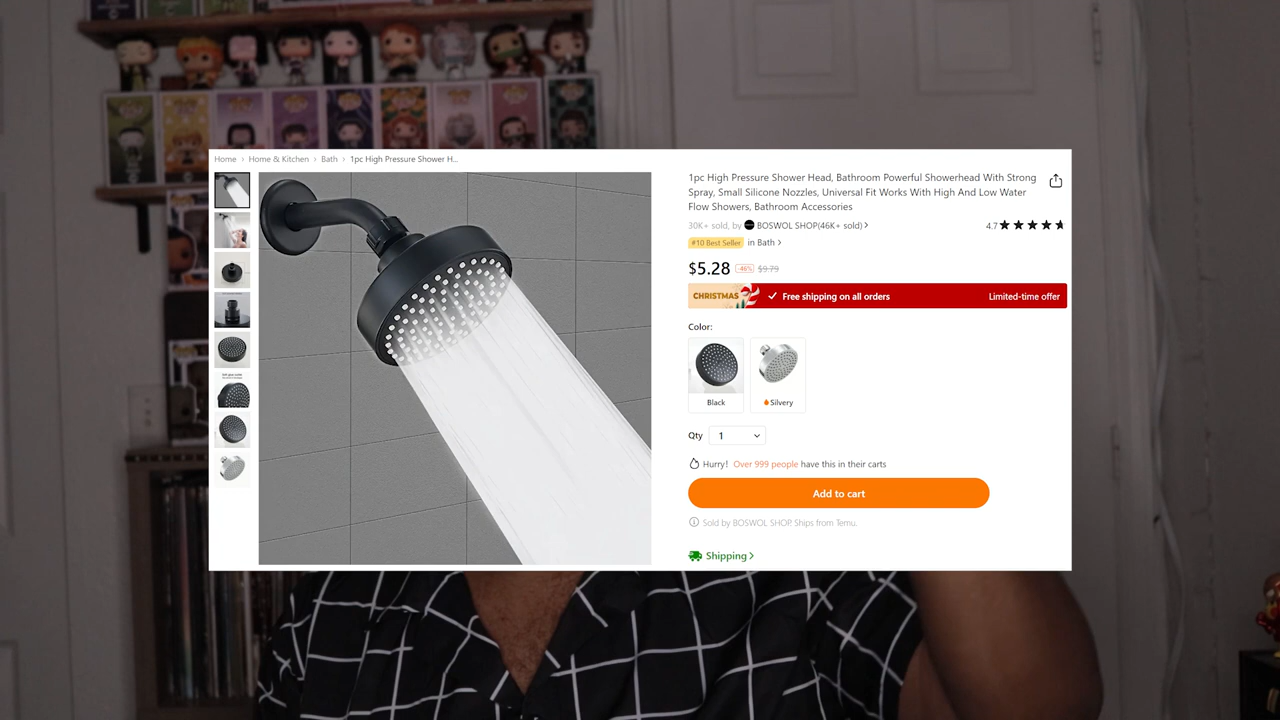 Home > Home & Kitchen > Bath > 1pc High Pressure Shower H...
1pc High Pressure Shower Head, Bathroom Powerful Showerhead With Strong
Spray, Small Silicone Nozzles, Universal Fit Works With High And Low Water
Flow Showers, Bathroom Accessories
30K+ sold, by BOSWOL SHOP(46K+ sold) >
4.7
#10 Best Seller in Bath >
$5.28 -46% $9.79
CHRISTMAS ✓ Free shipping on all orders Limited-time offer
Color:
Black Silvery
Qty 1
Hurry! Over 999 people have this in their carts
Add to cart
Sold by BOSWOL SHOP. Ships from Temu.
Shipping >